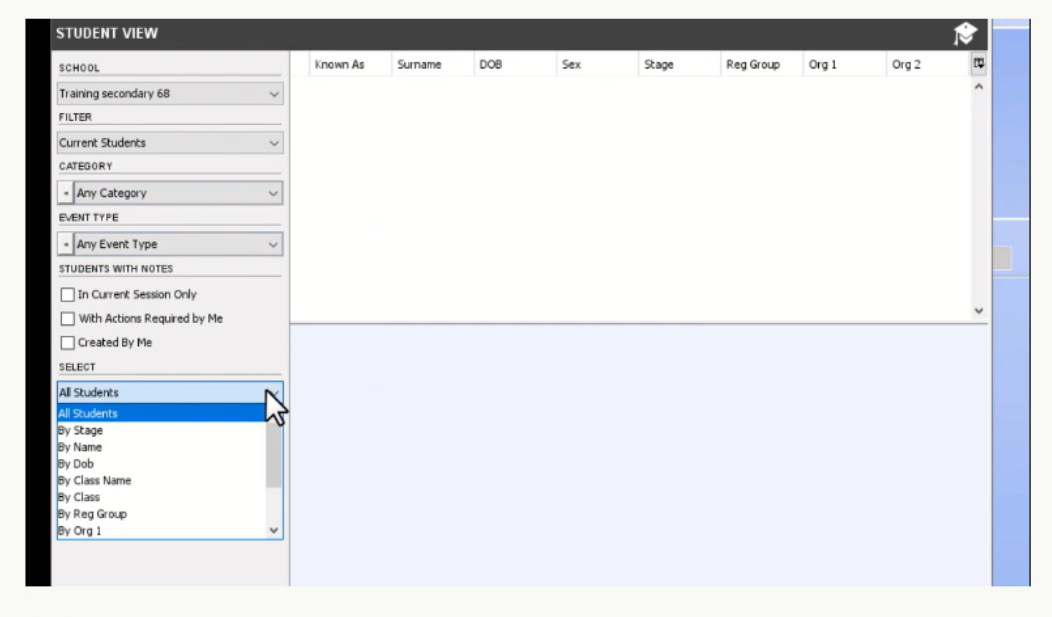 STUDENT VIEW
SCHOOL
Training secondary 68
FILTER
Current Students
CATEGORY
Any Category
EVENT TYPE
Any Event Type
STUDENTS WITH NOTES
In Current Session Only
With Actions Required by Me
Created By Me
SELECT
All Students
All Students
By Stage
By Name
By Dob
By Class Name
By Class
By Reg Group
By Org 1
Known As Surname DOB Sex Stage Reg Group Org 1 Org 2